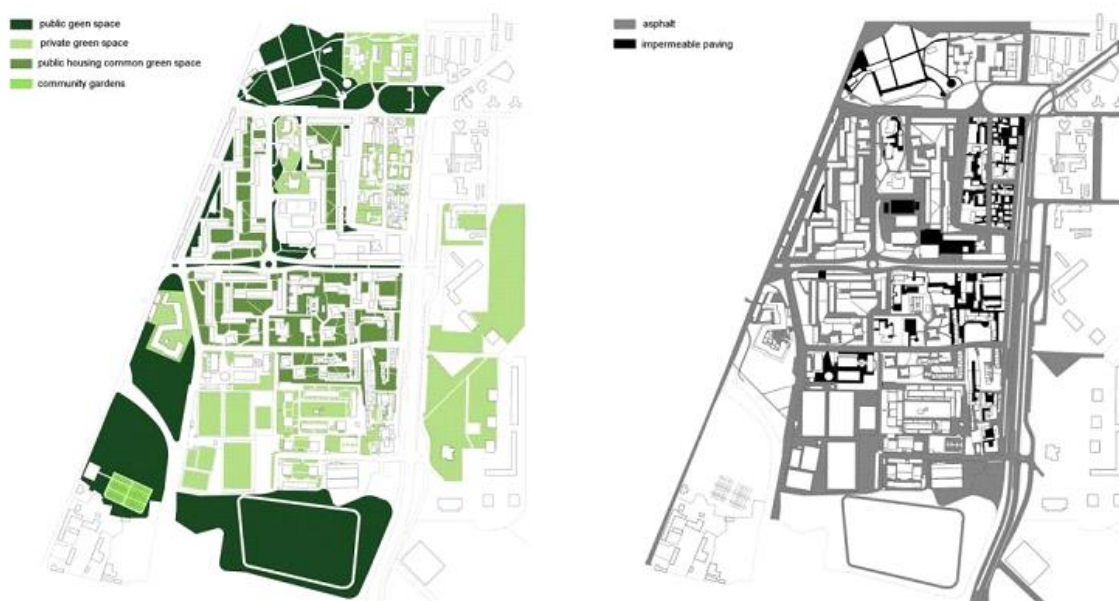 public geen space
private green space
public housing common green space
community gardens
asphalt
impermeable paving